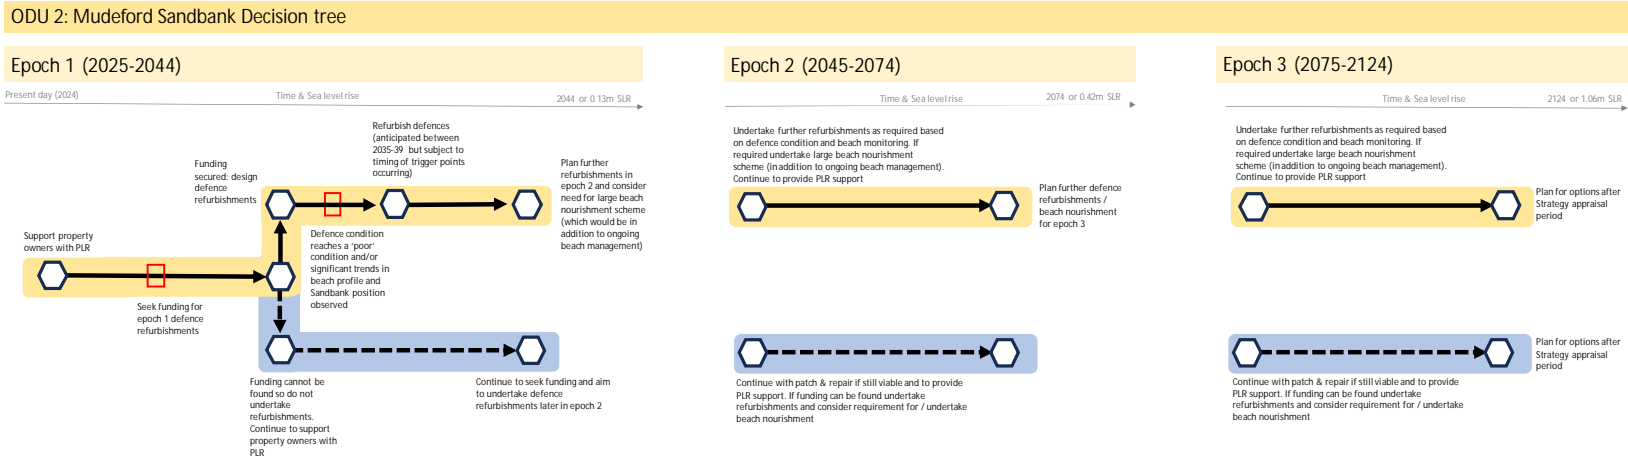 ODU 2: Mudeford Sandbank Decision tree
Epoch 1 (2025-2044)
Present day (2024)
Time & Sea level rise
2044 or 0.13m SLR
Support property
owners with PLR
Seek funding for
epoch 1 defence
refurbishments
Funding
secured: design
defence
refurbishments
Refurbish defences
(anticipated between
2035-39 but subject to
timing of trigger points
occurring)
Defence condition
reaches a 'poor'
condition and/or
significant trends in
beach profile and
Sandbank position
observed
Plan further
refurbishments in
epoch 2 and consider
need for large beach
nourishment scheme
(which would be in
addition to ongoing
beach management)
Funding cannot be
found so do not
undertake
refurbishments.
Continue to support
property owners with
PLR
Continue to seek funding and aim
to undertake defence
refurbishments later in epoch 2
Epoch 2 (2045-2074)
Time & Sea level rise
2074 or 0.42m SLR
Undertake further refurbishments as required based
on defence condition and beach monitoring. If
required undertake large beach nourishment
scheme (in addition to ongoing beach management).
Continue to provide PLR support
Plan further defence
refurbishments /
beach nourishment
for epoch 3
Continue with patch & repair if still viable and to provide
PLR support. If funding can be found undertake
refurbishments and consider requirement for / undertake
beach nourishment
Epoch 3 (2075-2124)
Time & Sea level rise
2124 or 1.06m SLR
Undertake further refurbishments as required based
on defence condition and beach monitoring. If
required undertake large beach nourishment
scheme (in addition to ongoing beach management).
Continue to provide PLR support
Plan for options after
Strategy appraisal
period
Plan for options after
Strategy appraisal
period
Continue with patch & repair if still viable and to provide
PLR support. If funding can be found undertake
refurbishments and consider requirement for / undertake
beach nourishment